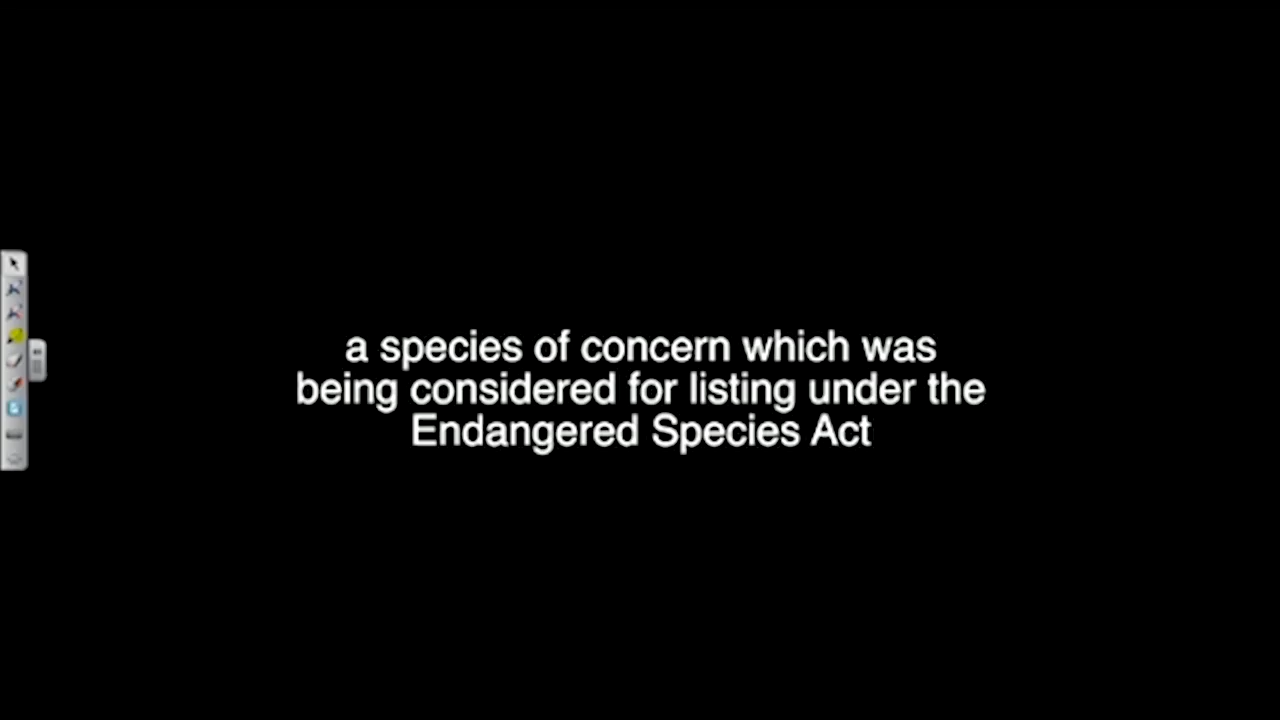 a species of concern which was
being considered for listing under the
Endangered Species Act